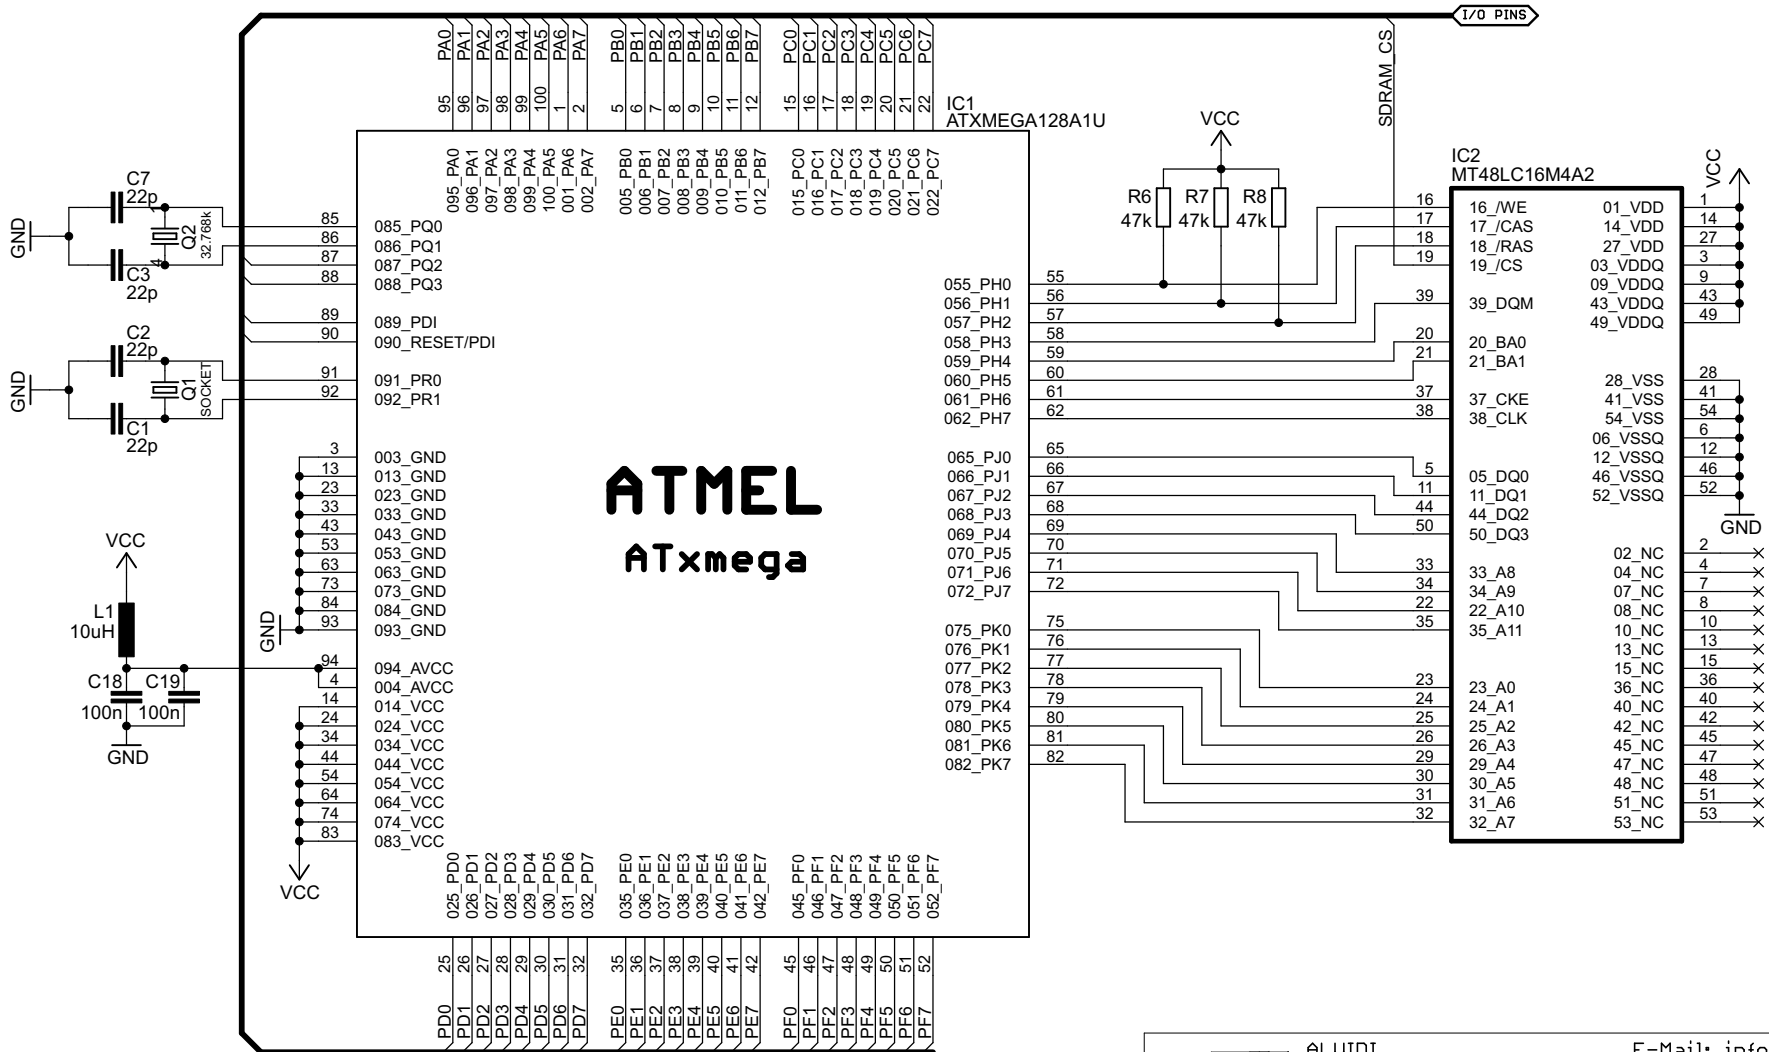 I/O PINS
PA0 PA1 PA2 PA3 PA4 PA5 PA6 PA7 PB0 PB1 PB2 PB3 PB4 PB5 PB6 PB7 PC0 PC1 PC2 PC3 PC4 PC5 PC6 PC7 SDRAM_CS
95 96 97 98 99 100 1 2 5 6 7 8 9 10 11 12 15 16 17 18 19 20 21 22
IC1
ATXMEGA128A1U
095_PA0 096_PA1 097_PA2 098_PA3 099_PA4 100_PA5 001_PA6 002_PA7 005_PB0 006_PB1 007_PB2 008_PB3 009_PB4 010_PB5 011_PB6 012_PB7 015_PC0 016_PC1 017_PC2 018_PC3 019_PC4 020_PC5 021_PC6 022_PC7
GND
C7
22p
1
4
Q2
32.768k
C3
22p
GND
C2
22p
Q1
SOCKET
C1
22p
85 085_PQ0
86 086_PQ1
87 087_PQ2
88 088_PQ3
89 089_PDI
90 090_RESET/PDI
91 091_PR0
92 092_PR1
3 003_GND
13 013_GND
23 023_GND
33 033_GND
43 043_GND
53 053_GND
63 063_GND
73 073_GND
84 084_GND
93 093_GND
GND
VCC
L1
10uH
C18
100n
C19
100n
GND
94 094_AVCC
4 004_AVCC
14 014_VCC
24 024_VCC
34 034_VCC
44 044_VCC
54 054_VCC
64 064_VCC
74 074_VCC
83 083_VCC
VCC
ATMEL
ATxmega
055_PH0 55
056_PH1 56
057_PH2 57
058_PH3 58
059_PH4 59
060_PH5 60
061_PH6 61
062_PH7 62
065_PJ0 65
066_PJ1 66
067_PJ2 67
068_PJ3 68
069_PJ4 69
070_PJ5 70
071_PJ6 71
072_PJ7 72
075_PK0 75
076_PK1 76
077_PK2 77
078_PK3 78
079_PK4 79
080_PK5 80
081_PK6 81
082_PK7 82
VCC
R6
47k
R7
47k
R8
47k
IC2
MT48LC16M4A2
16 16_/WE
17 17_/CAS
18 18_/RAS
19 19_/CS
39 39_DQM
20 20_BA0
21 21_BA1
37 37_CKE
38 38_CLK
5 05_DQ0
11 11_DQ1
44 44_DQ2
50 50_DQ3
33 33_A8
34 34_A9
22 22_A10
35 35_A11
23 23_A0
24 24_A1
25 25_A2
26 26_A3
29 29_A4
30 30_A5
31 31_A6
32 32_A7
VCC
01_VDD 1
14_VDD 14
27_VDD 27
03_VDDQ 3
09_VDDQ 9
43_VDDQ 43
49_VDDQ 49
28_VSS 28
41_VSS 41
54_VSS 54
06_VSSQ 6
12_VSSQ 12
46_VSSQ 46
52_VSSQ 52
GND
02_NC 2
04_NC 4
07_NC 7
08_NC 8
10_NC 10
13_NC 13
15_NC 15
36_NC 36
40_NC 40
42_NC 42
45_NC 45
47_NC 47
48_NC 48
51_NC 51
53_NC 53
025_PD0 026_PD1 027_PD2 028_PD3 029_PD4 030_PD5 031_PD6 032_PD7 035_PE0 036_PE1 037_PE2 038_PE3 039_PE4 040_PE5 041_PE6 042_PE7 045_PF0 046_PF1 047_PF2 048_PF3 049_PF4 050_PF5 051_PF6 052_PF7
25 26 27 28 29 30 31 32 35 36 37 38 39 40 41 42 45 46 47 48 49 50 51 52
PD0 PD1 PD2 PD3 PD4 PD5 PD6 PD7 PE0 PE1 PE2 PE3 PE4 PE5 PE6 PE7 PF0 PF1 PF2 PF3 PF4 PF5 PF6 PF7
E-Mail: